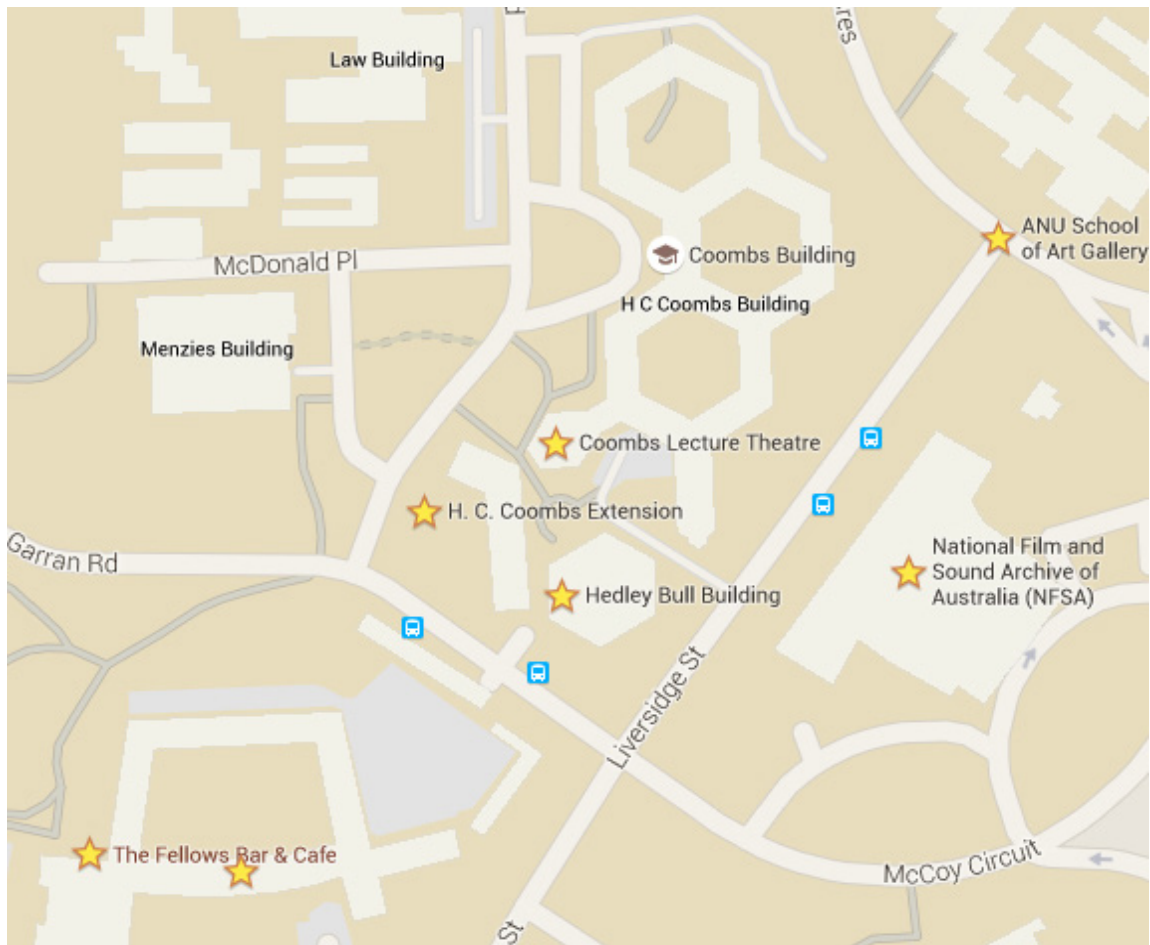 Law Building
ANU School
of Art Gallery
McDonald Pl
Coombs Building
H C Coombs Building
Menzies Building
Coombs Lecture Theatre
H. C. Coombs Extension
Garran Rd
National Film and
Sound Archive of
Australia (NFSA)
Hedley Bull Building
Liversidge St
The Fellows Bar & Cafe
McCoy Circuit
St